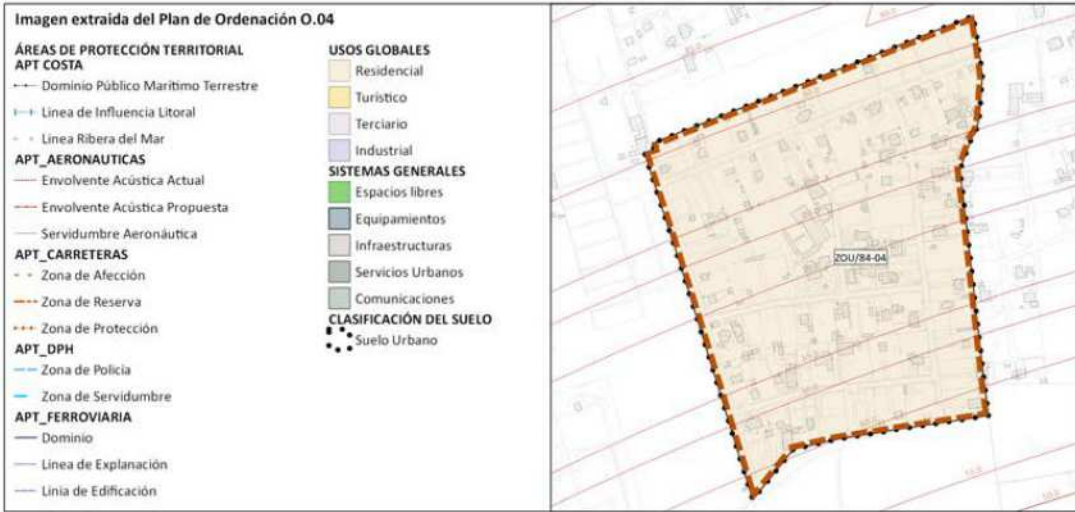 Imagen extraida del Plan de Ordenación O.04
ÁREAS DE PROTECCIÓN TERRITORIAL
APT COSTA
Dominio Público Marítimo Terrestre
Linea de Influencia Litoral
Linea Ribera del Mar
APT_AERONAUTICAS
Envolvente Acústica Actual
Envolvente Acústica Propuesta
Servidumbre Aeronáutica
APT_CARRETERAS
Zona de Afección
Zona de Reserva
Zona de Protección
APT_DPH
Zona de Policía
Zona de Servidumbre
APT_FERROVIARIA
Dominio
Linea de Explanación
Linia de Edificación
USOS GLOBALES
Residencial
Turístico
Terciario
Industrial
SISTEMAS GENERALES
Espacios libres
Equipamientos
Infraestructuras
Servicios Urbanos
Comunicaciones
CLASIFICACIÓN DEL SUELO
Suelo Urbano
ZOU/84-04